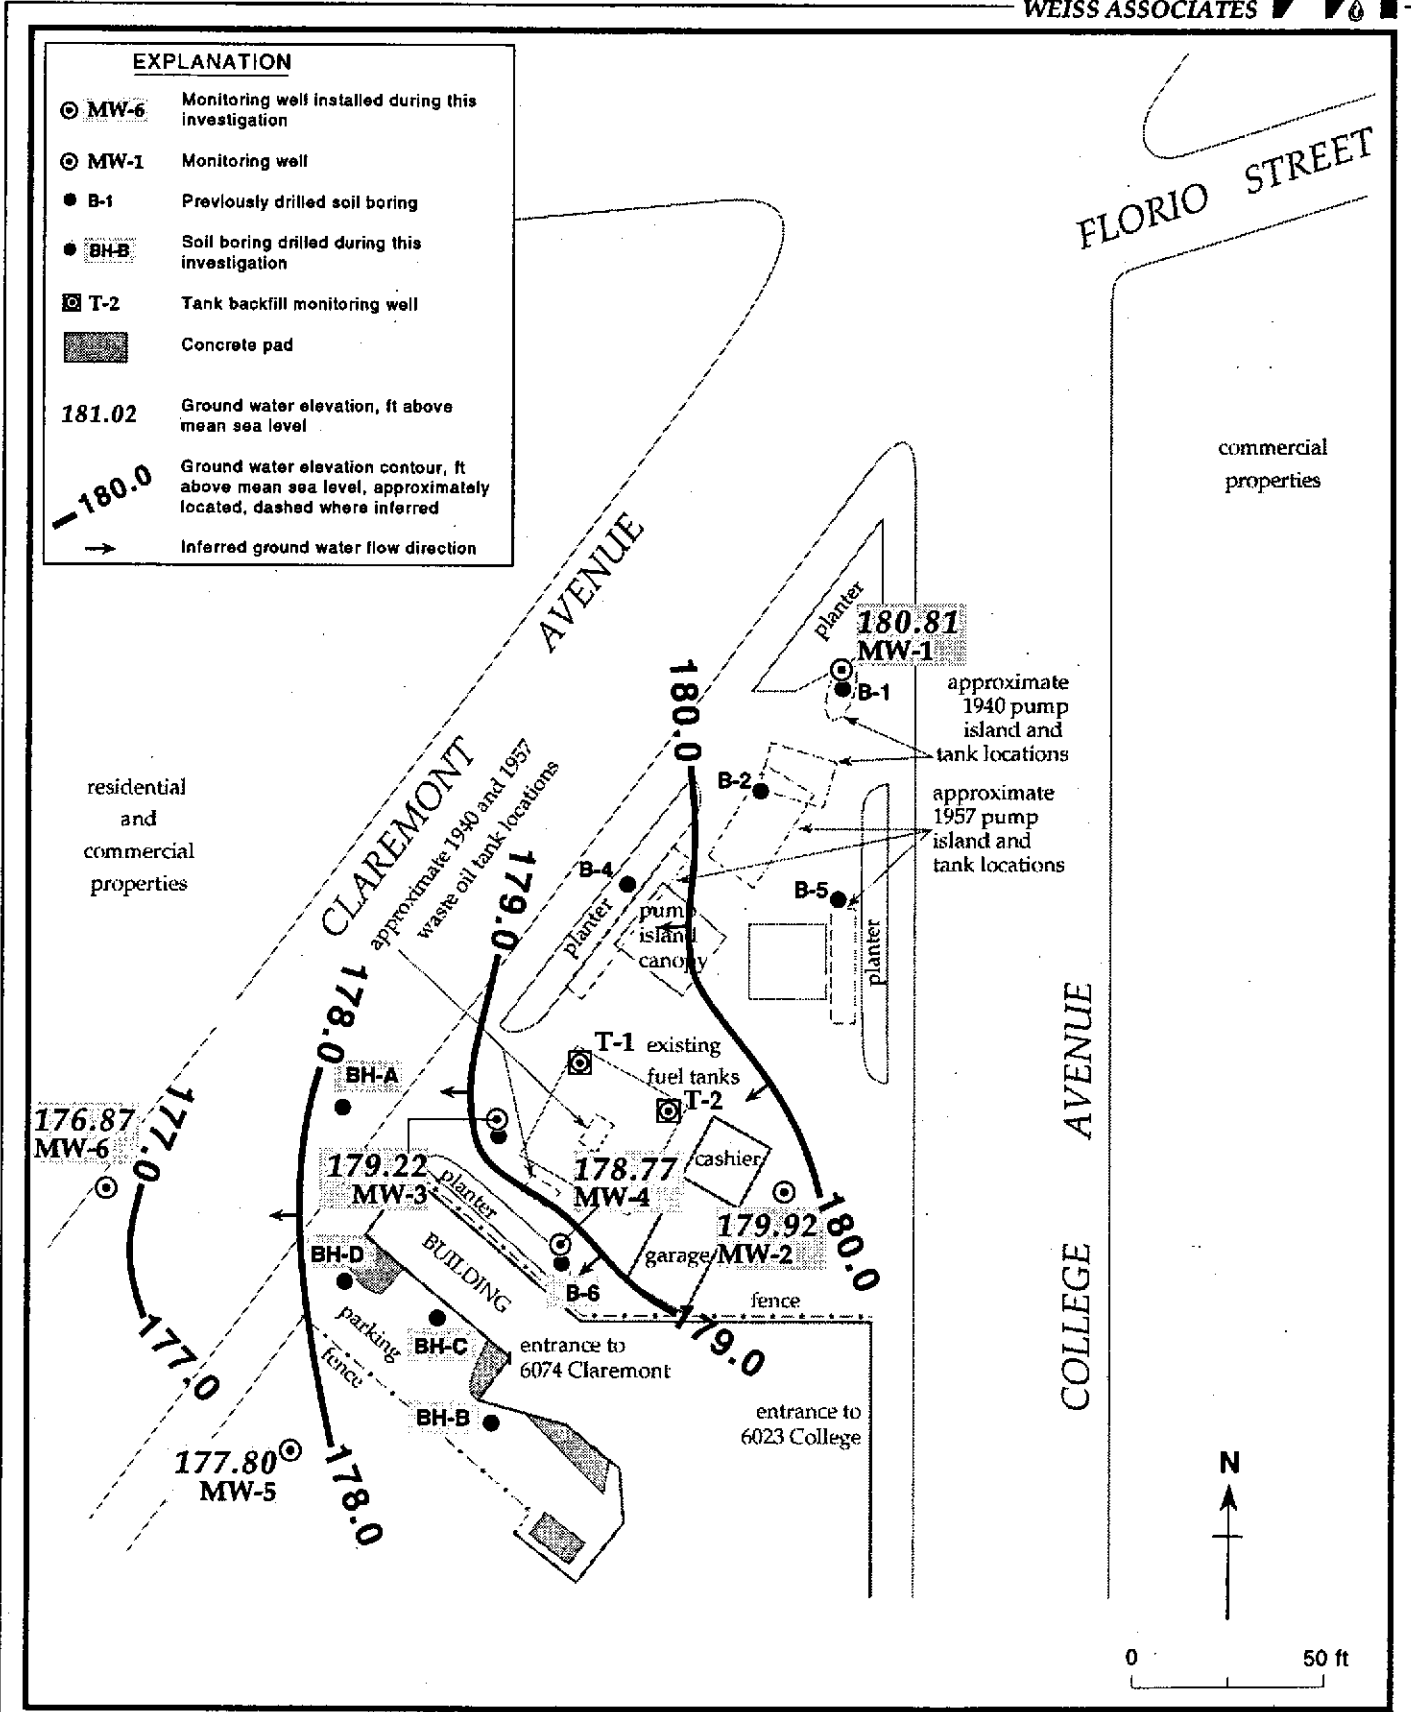 WEISS ASSOCIATES
EXPLANATION
MW-6 Monitoring well installed during this
investigation
MW-1 Monitoring well
B-1 Previously drilled soil boring
BH-B Soil boring drilled during this
investigation
T-2 Tank backfill monitoring well
Concrete pad
181.02 Ground water elevation, ft above
mean sea level
180.0 Ground water elevation contour, ft
above mean sea level, approximately
located, dashed where inferred
Inferred ground water flow direction
FLORIO STREET
commercial
properties
CLAREMONT AVENUE
planter
180.81
MW-1
B-1
approximate
1940 pump
island and
tank locations
180.0
B-2
approximate
1957 pump
island and
tank locations
residential
and
commercial
properties
approximate 1940 and 1957
waste oil tank locations
179.0
B-4
planter
pump
island
canopy
B-5
planter
178.0
BH-A
T-1 existing
fuel tanks
T-2
COLLEGE AVENUE
176.87
MW-6
177.0
179.22
MW-3
planter
178.77
MW-4
cashier
179.92
MW-2
180.0
BH-D
BUILDING
garage
B-6
fence
parking
BH-C
fence
179.0
177.0
entrance to
6074 Claremont
BH-B
entrance to
6023 College
177.80
MW-5
178.0
N
0 50 ft